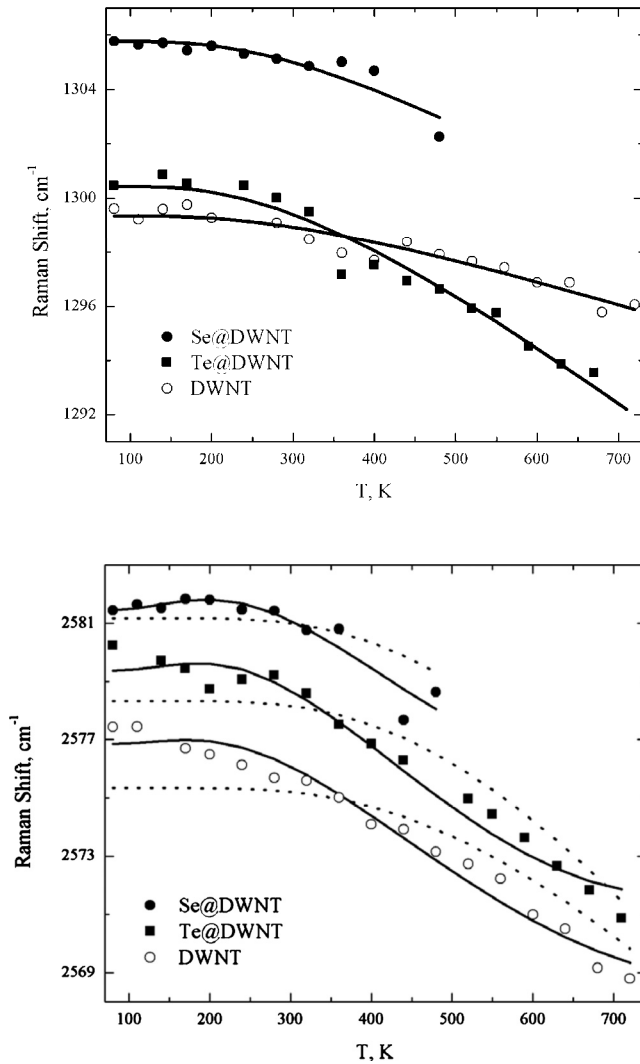 1304
1300
1296
1292
Raman Shift, cm-1
Se@DWNT
Te@DWNT
DWNT
100 200 300 400 500 600 700
T, K
2581
2577
2573
2569
Raman Shift, cm-1
Se@DWNT
Te@DWNT
DWNT
100 200 300 400 500 600 700
T, K